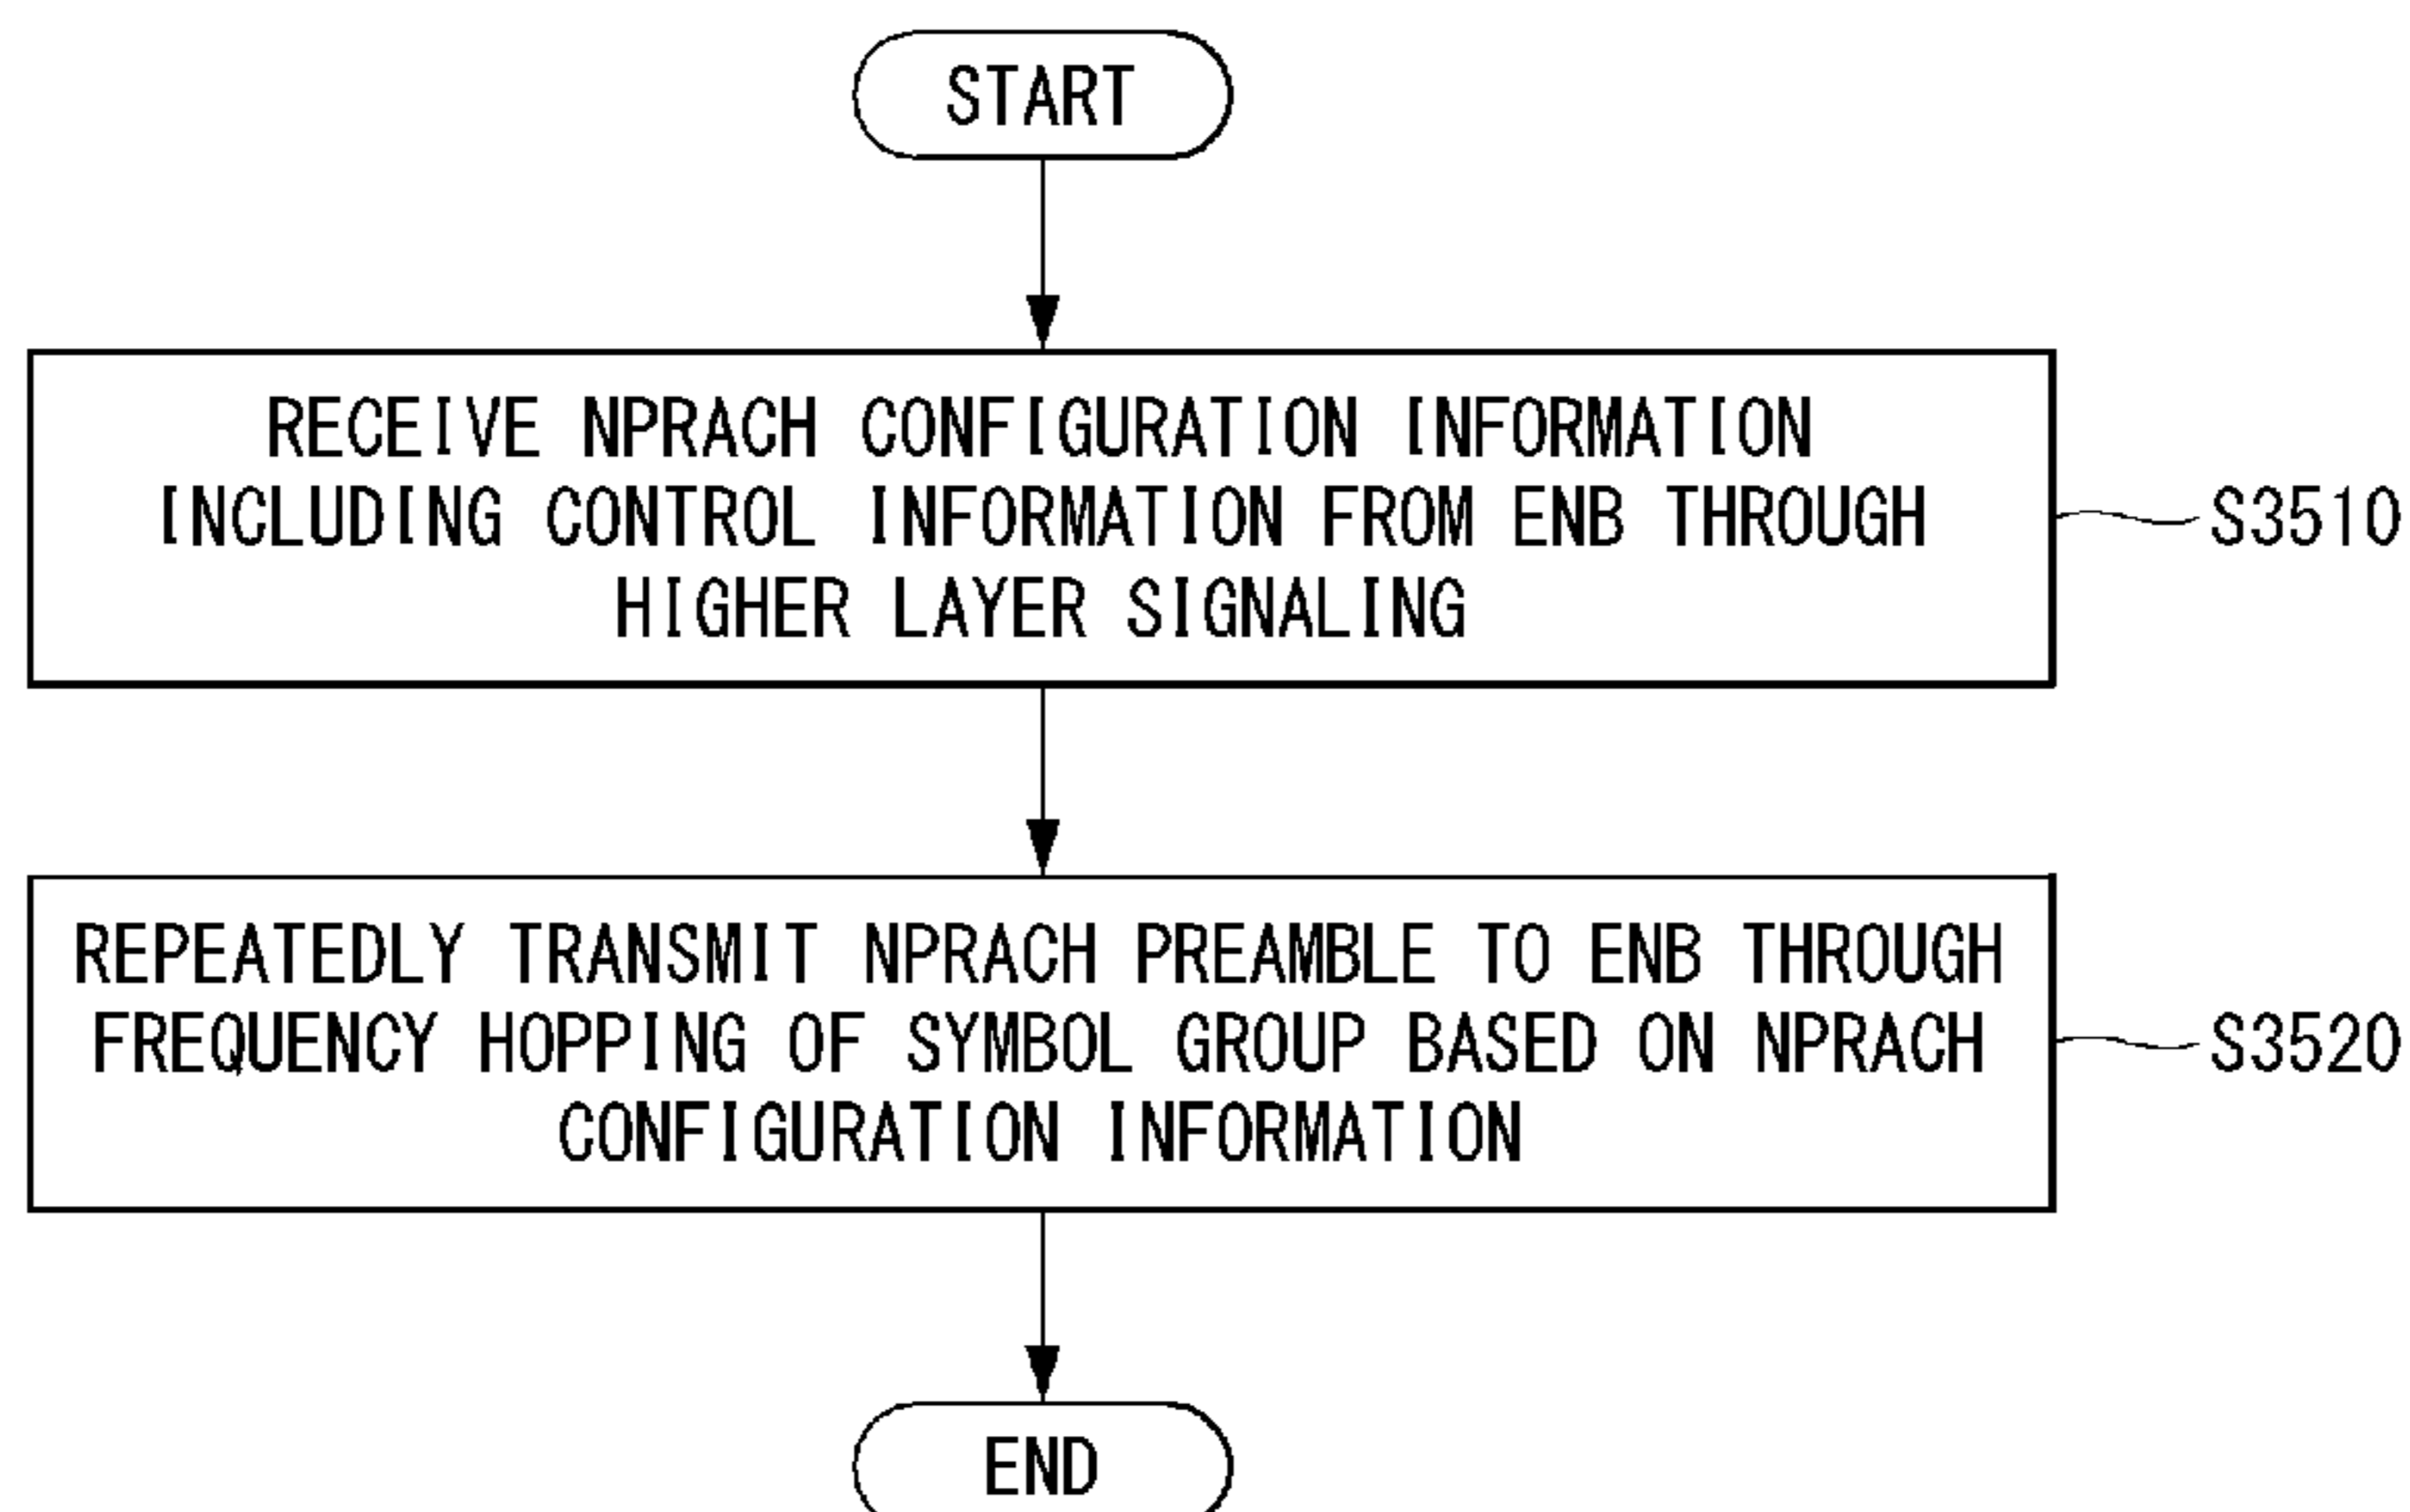 START
RECEIVE NPRACH CONFIGURATION INFORMATION
INCLUDING CONTROL INFORMATION FROM ENB THROUGH
HIGHER LAYER SIGNALING
S3510
REPEATEDLY TRANSMIT NPRACH PREAMBLE TO ENB THROUGH
FREQUENCY HOPPING OF SYMBOL GROUP BASED ON NPRACH
CONFIGURATION INFORMATION
S3520
END